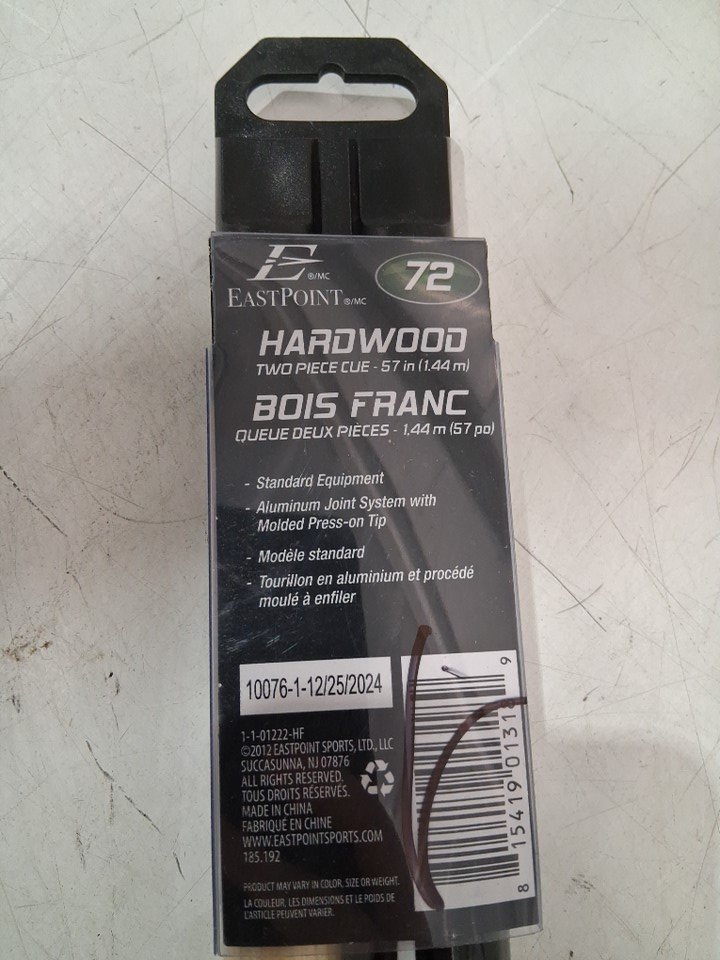 E ®/MC
EASTPOINT ®/MC
72
HARDWOOD
TWO PIECE CUE - 57 in (1.44 m)
BOIS FRANC
QUEUE DEUX PIÈCES - 1,44 m (57 po)
- Standard Equipment
- Aluminum Joint System with
Molded Press-on Tip
- Modèle standard
- Tourillon en aluminium et procédé
moulé à enfiler
10076-1-12/25/2024
1-1-01222-HF
©2012 EASTPOINT SPORTS, LTD., LLC
SUCCASUNNA, NJ 07876
ALL RIGHTS RESERVED.
TOUS DROITS RÉSERVÉS.
MADE IN CHINA
FABRIQUÉ EN CHINE
WWW.EASTPOINTSPORTS.COM
185.192
PRODUCT MAY VARY IN COLOR, SIZE OR WEIGHT.
LA COULEUR, LES DIMENSIONS ET LE POIDS DE
L'ARTICLE PEUVENT VARIER.
8 15419 01318 9